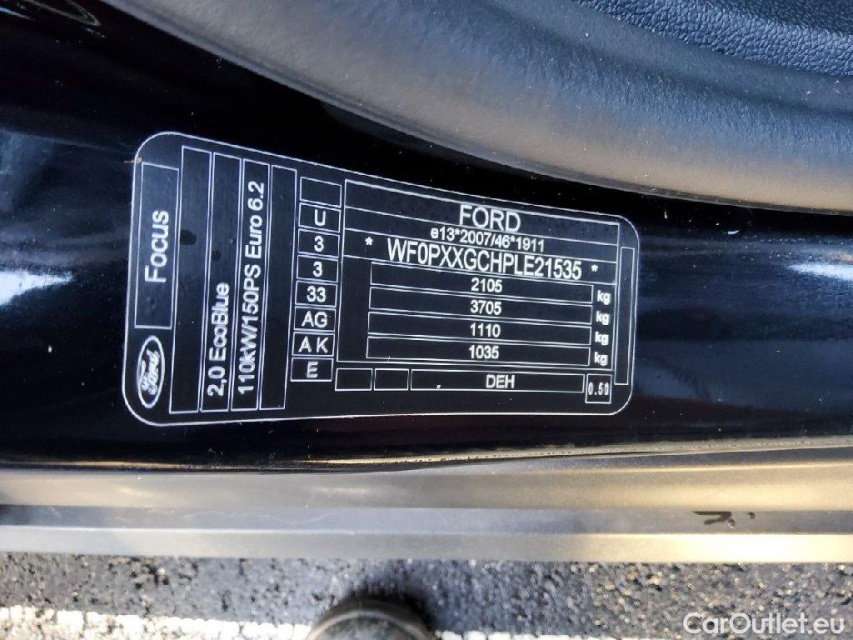 FORD
e13*2007/46*1911
* WF0PXXGCHPLE21535 *
2105 kg
3705 kg
1110 kg
1035 kg
DEH
0.50
U
3
3
33
AG
AK
E
Focus
2,0 EcoBlue
110kW/150PS Euro 6.2
Ford
CarOutlet.eu